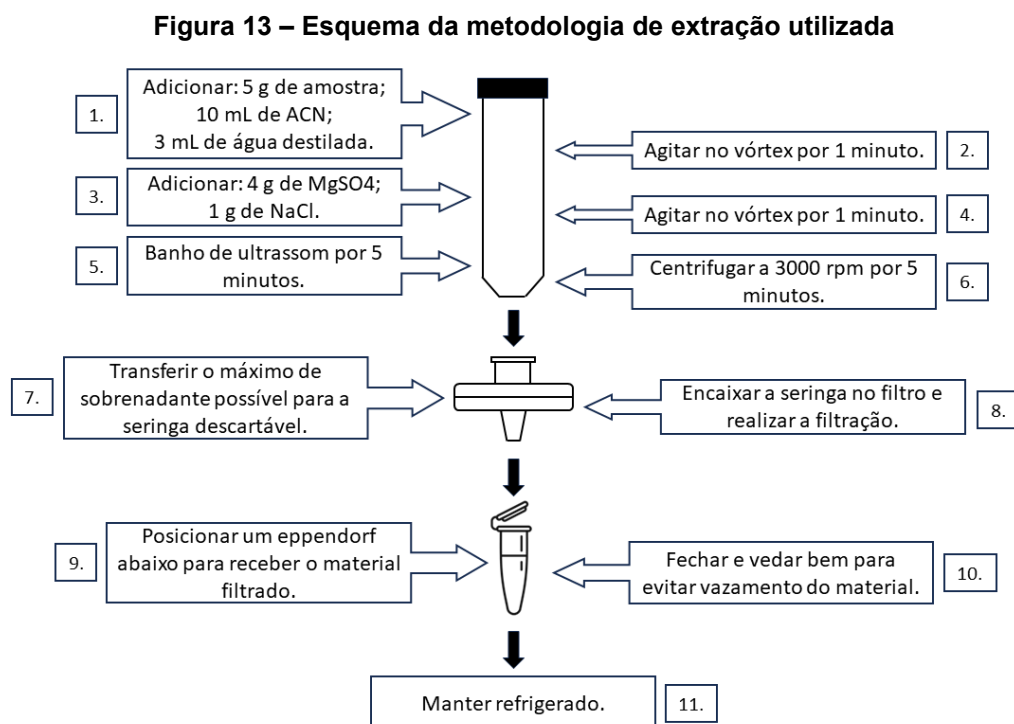 Figura 13 – Esquema da metodologia de extração utilizada
1.
Adicionar: 5 g de amostra;
10 mL de ACN;
3 mL de água destilada.
Agitar no vórtex por 1 minuto.
2.
3.
Adicionar: 4 g de MgSO4;
1 g de NaCl.
Agitar no vórtex por 1 minuto.
4.
5.
Banho de ultrassom por 5
minutos.
Centrifugar a 3000 rpm por 5
minutos.
6.
7.
Transferir o máximo de
sobrenadante possível para a
seringa descartável.
Encaixar a seringa no filtro e
realizar a filtração.
8.
9.
Posicionar um eppendorf
abaixo para receber o material
filtrado.
Fechar e vedar bem para
evitar vazamento do material.
10.
Manter refrigerado.
11.